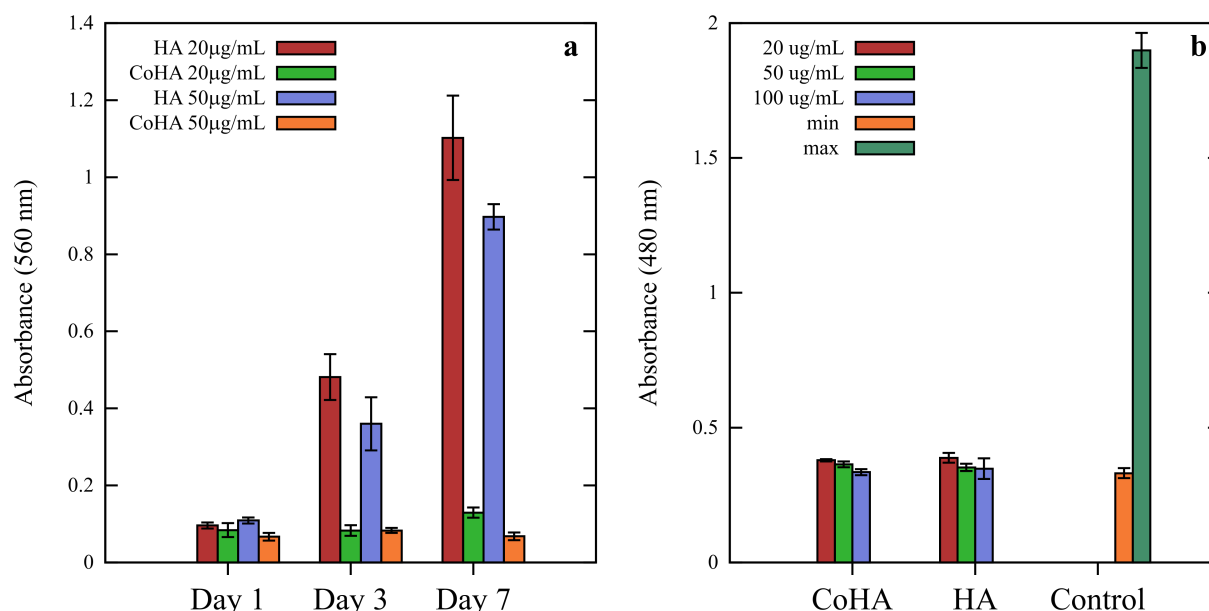 a
HA 20μg/mL
CoHA 20μg/mL
HA 50μg/mL
CoHA 50μg/mL
1.4
1.2
1
0.8
0.6
0.4
0.2
0
Absorbance (560 nm)
Day 1 Day 3 Day 7
b
20 ug/mL
50 ug/mL
100 ug/mL
min
max
2
1.5
1
0.5
0
Absorbance (480 nm)
CoHA HA Control